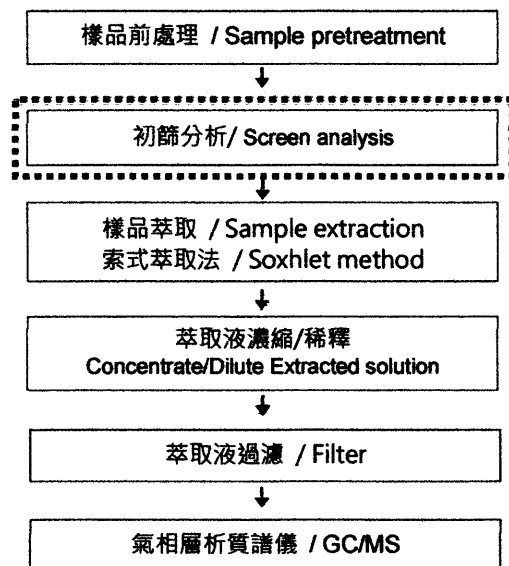 樣品前處理 / Sample pretreatment
初篩分析/ Screen analysis
樣品萃取 / Sample extraction
索式萃取法 / Soxhlet method
萃取液濃縮/稀釋
Concentrate/Dilute Extracted solution
萃取液過濾 / Filter
氣相層析質譜儀 / GC/MS